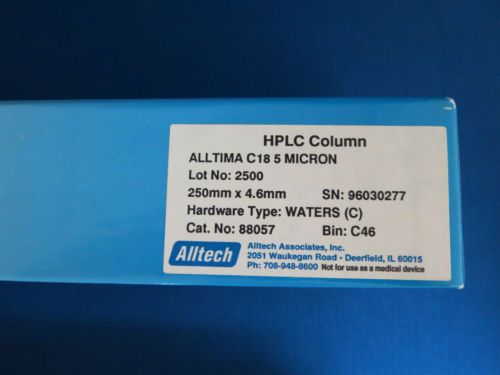 HPLC Column
ALLTIMA C18 5 MICRON
Lot No: 2500
250mm x 4.6mm SN: 96030277
Hardware Type: WATERS (C)
Cat. No: 88057 Bin: C46
Alltech
Alltech Associates, Inc.
2051 Waukegan Road - Deerfield, IL 60015
Ph: 708-948-8600 Not for use as a medical device